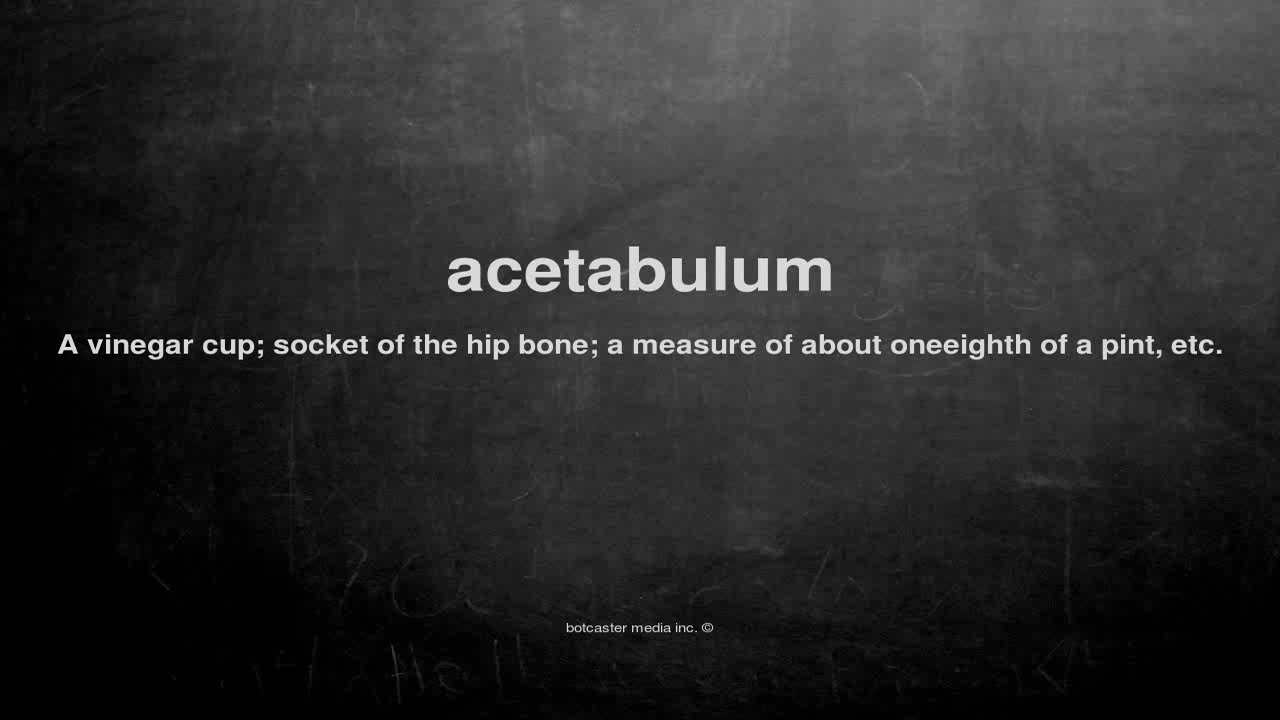 acetabulum
A vinegar cup; socket of the hip bone; a measure of about oneeighth of a pint, etc.
botcaster media inc. ©